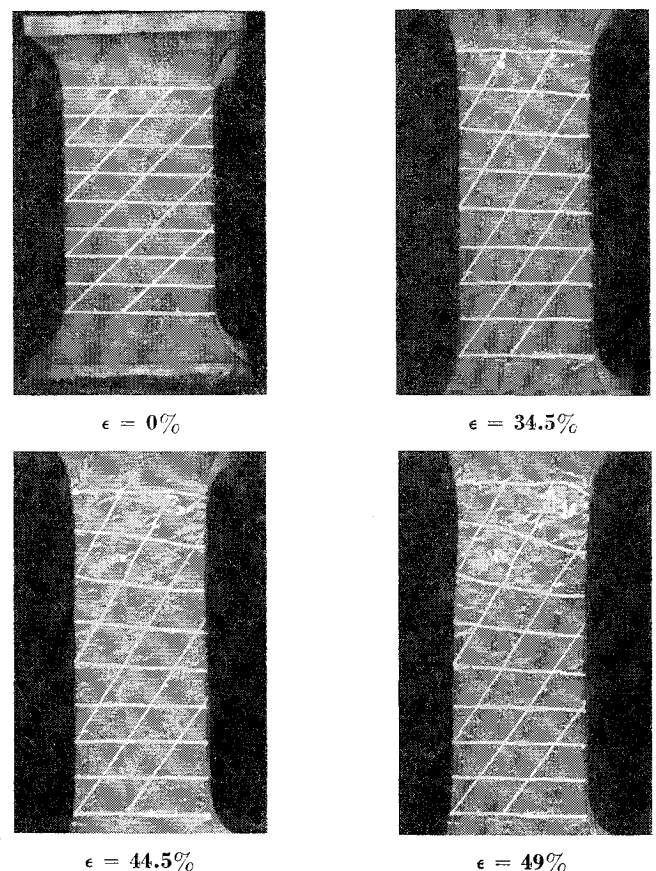 ϵ = 0%
ϵ = 34.5%
ϵ = 44.5%
ϵ = 49%